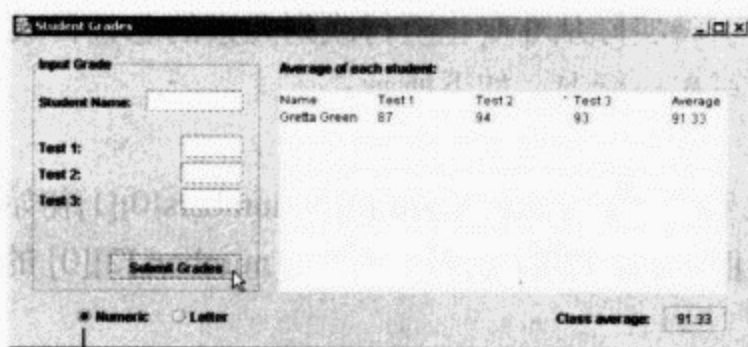 Student Grades
Input Grade
Student Name:
Test 1:
Test 2:
Test 3:
Submit Grades
Numeric
Letter
Average of each student:
Name Test 1 Test 2 Test 3 Average
Gretta Green 87 94 93 91.33
Class average: 91.33